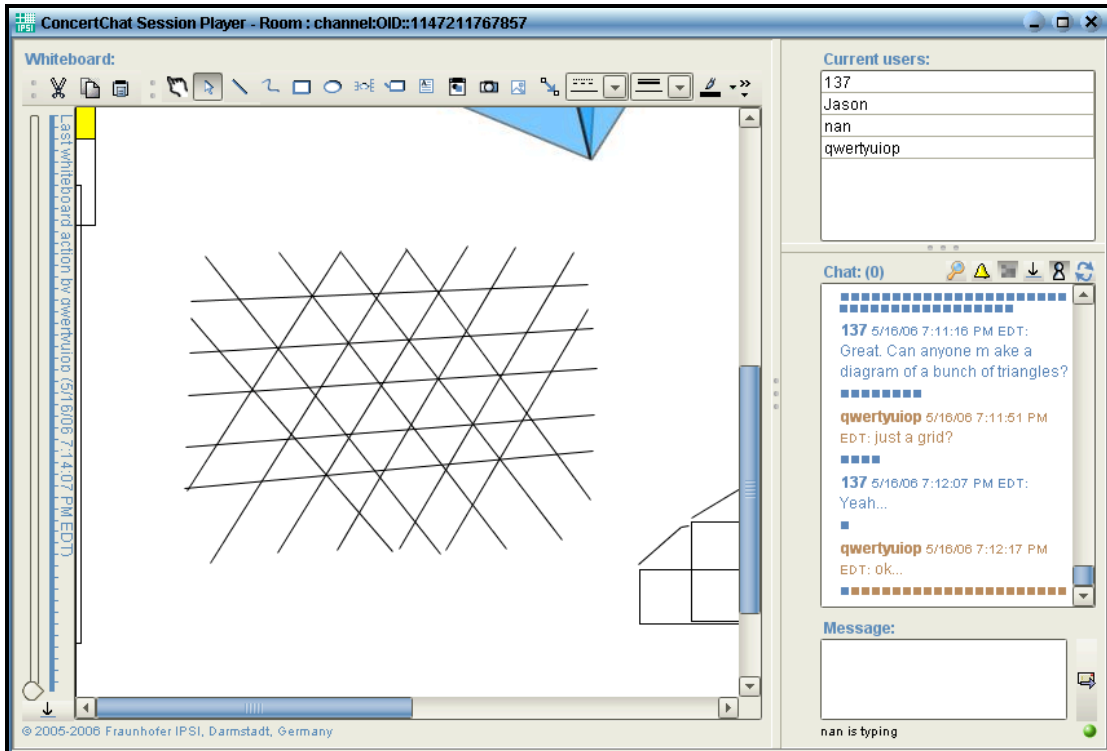 IPSI ConcertChat Session Player - Room : channel:OID::1147211767857
Whiteboard:
Last whiteboard action by qwertyuiop (5/16/06 7:14:07 PM EDT)
© 2005-2006 Fraunhofer IPSI, Darmstadt, Germany
Current users:
137
Jason
nan
qwertyuiop
Chat: (0)
137 5/16/06 7:11:16 PM EDT:
Great. Can anyone m ake a
diagram of a bunch of triangles?
qwertyuiop 5/16/06 7:11:51 PM
EDT: just a grid?
137 5/16/06 7:12:07 PM EDT:
Yeah...
qwertyuiop 5/16/06 7:12:17 PM
EDT: ok...
Message:
nan is typing